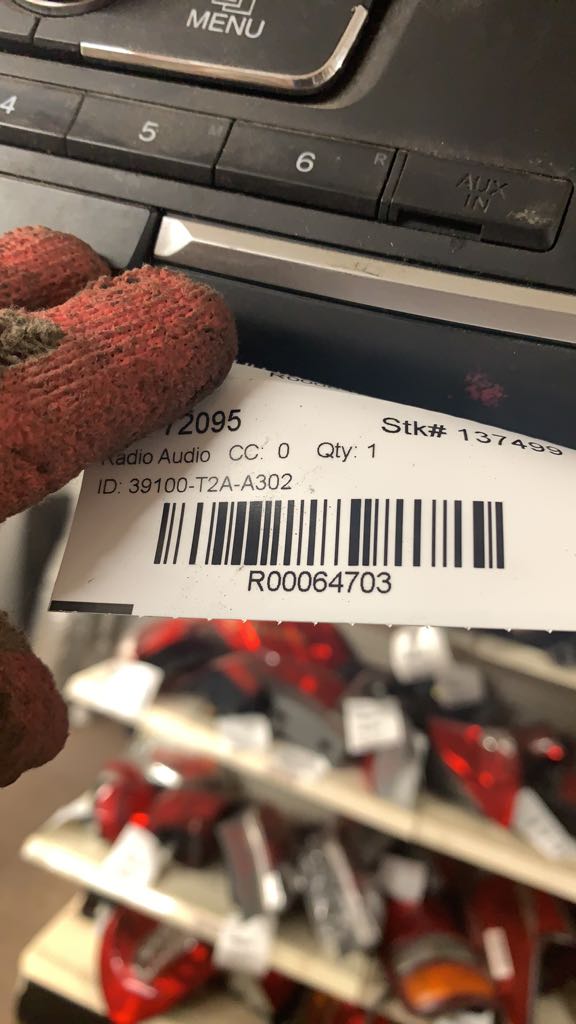 MENU
4
5 M
6 R
AUX
IN
72095 Stk# 137499
Radio Audio CC: 0 Qty: 1
ID: 39100-T2A-A302
R00064703